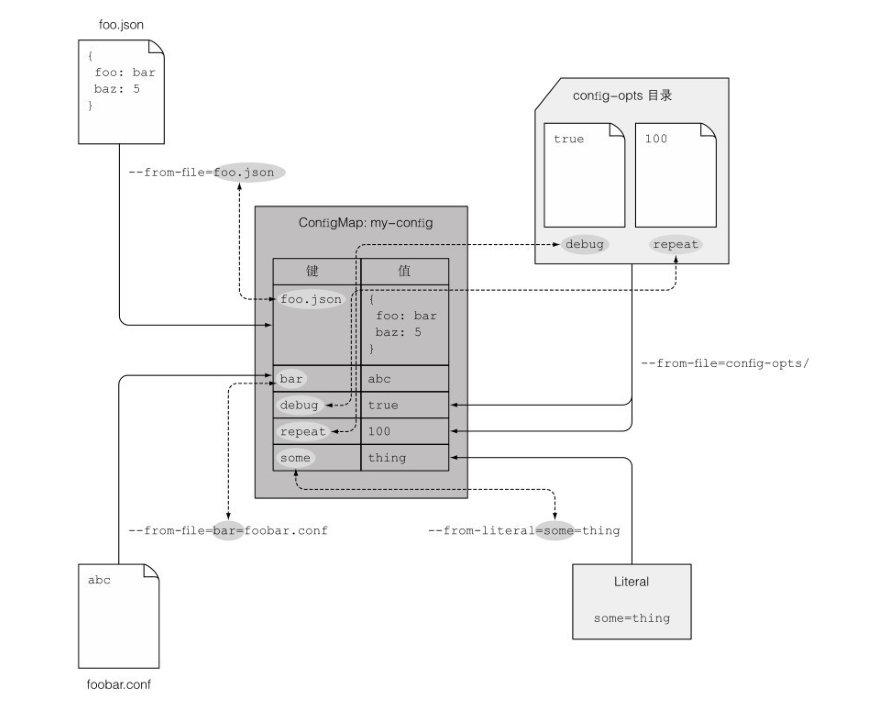 foo.json
{
foo: bar
baz: 5
}
--from-file=foo.json
config-opts 目录
true
100
debug
repeat
ConfigMap: my-config
键 值
foo.json
{
foo: bar
baz: 5
}
bar abc
debug true
repeat 100
some thing
--from-file=config-opts/
--from-file=bar=foobar.conf
--from-literal=some=thing
abc
foobar.conf
Literal
some=thing